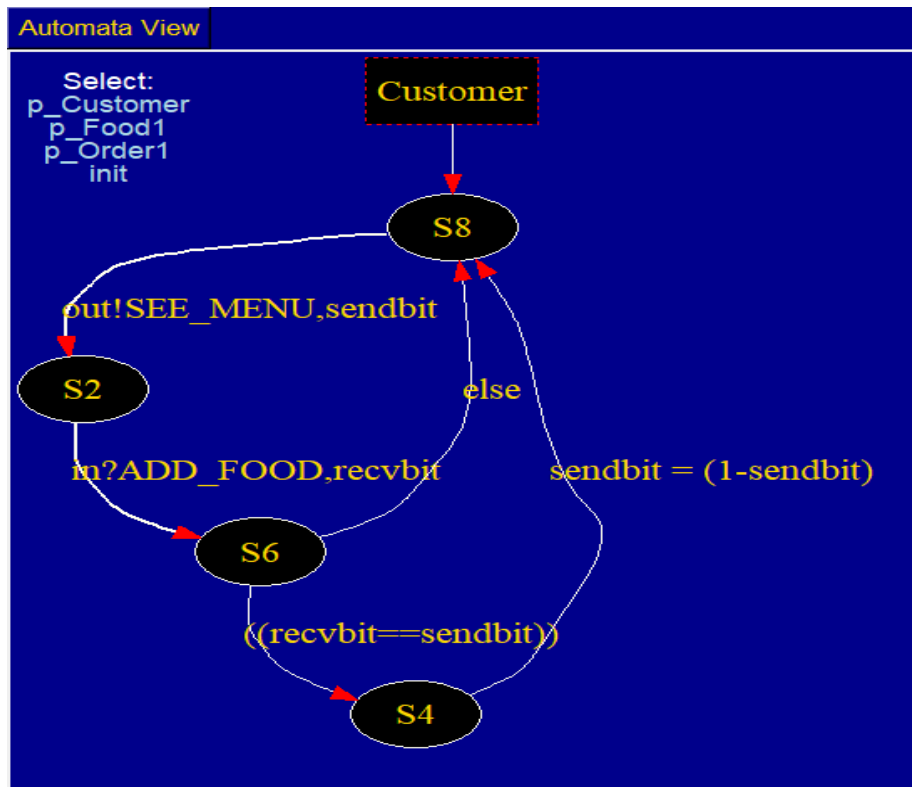 Automata View
Select:
p_Customer
p_Food1
p_Order1
init
Customer
S8
out!SEE_MENU,sendbit
S2
else
in?ADD_FOOD,recvbit
sendbit = (1-sendbit)
S6
((recvbit==sendbit))
S4